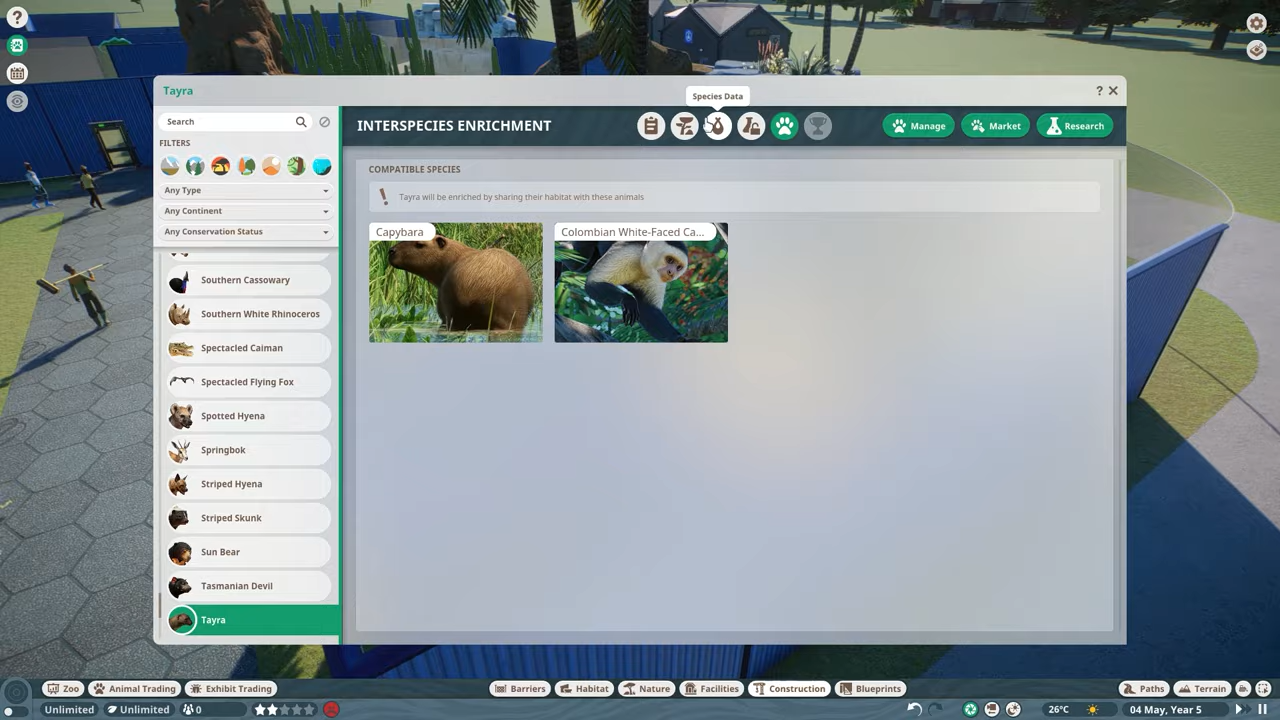 Tayra
?
Species Data
Search
INTERSPECIES ENRICHMENT
Manage
Market
Research
FILTERS
Any Type
Any Continent
Any Conservation Status
COMPATIBLE SPECIES
Tayra will be enriched by sharing their habitat with these animals
Capybara
Colombian White-Faced Ca...
Southern Cassowary
Southern White Rhinoceros
Spectacled Caiman
Spectacled Flying Fox
Spotted Hyena
Springbok
Striped Hyena
Striped Skunk
Sun Bear
Tasmanian Devil
Tayra
Zoo
Animal Trading
Exhibit Trading
Barriers
Habitat
Nature
Facilities
Construction
Blueprints
Paths
Terrain
Unlimited
Unlimited
0
26°C
04 May, Year 5